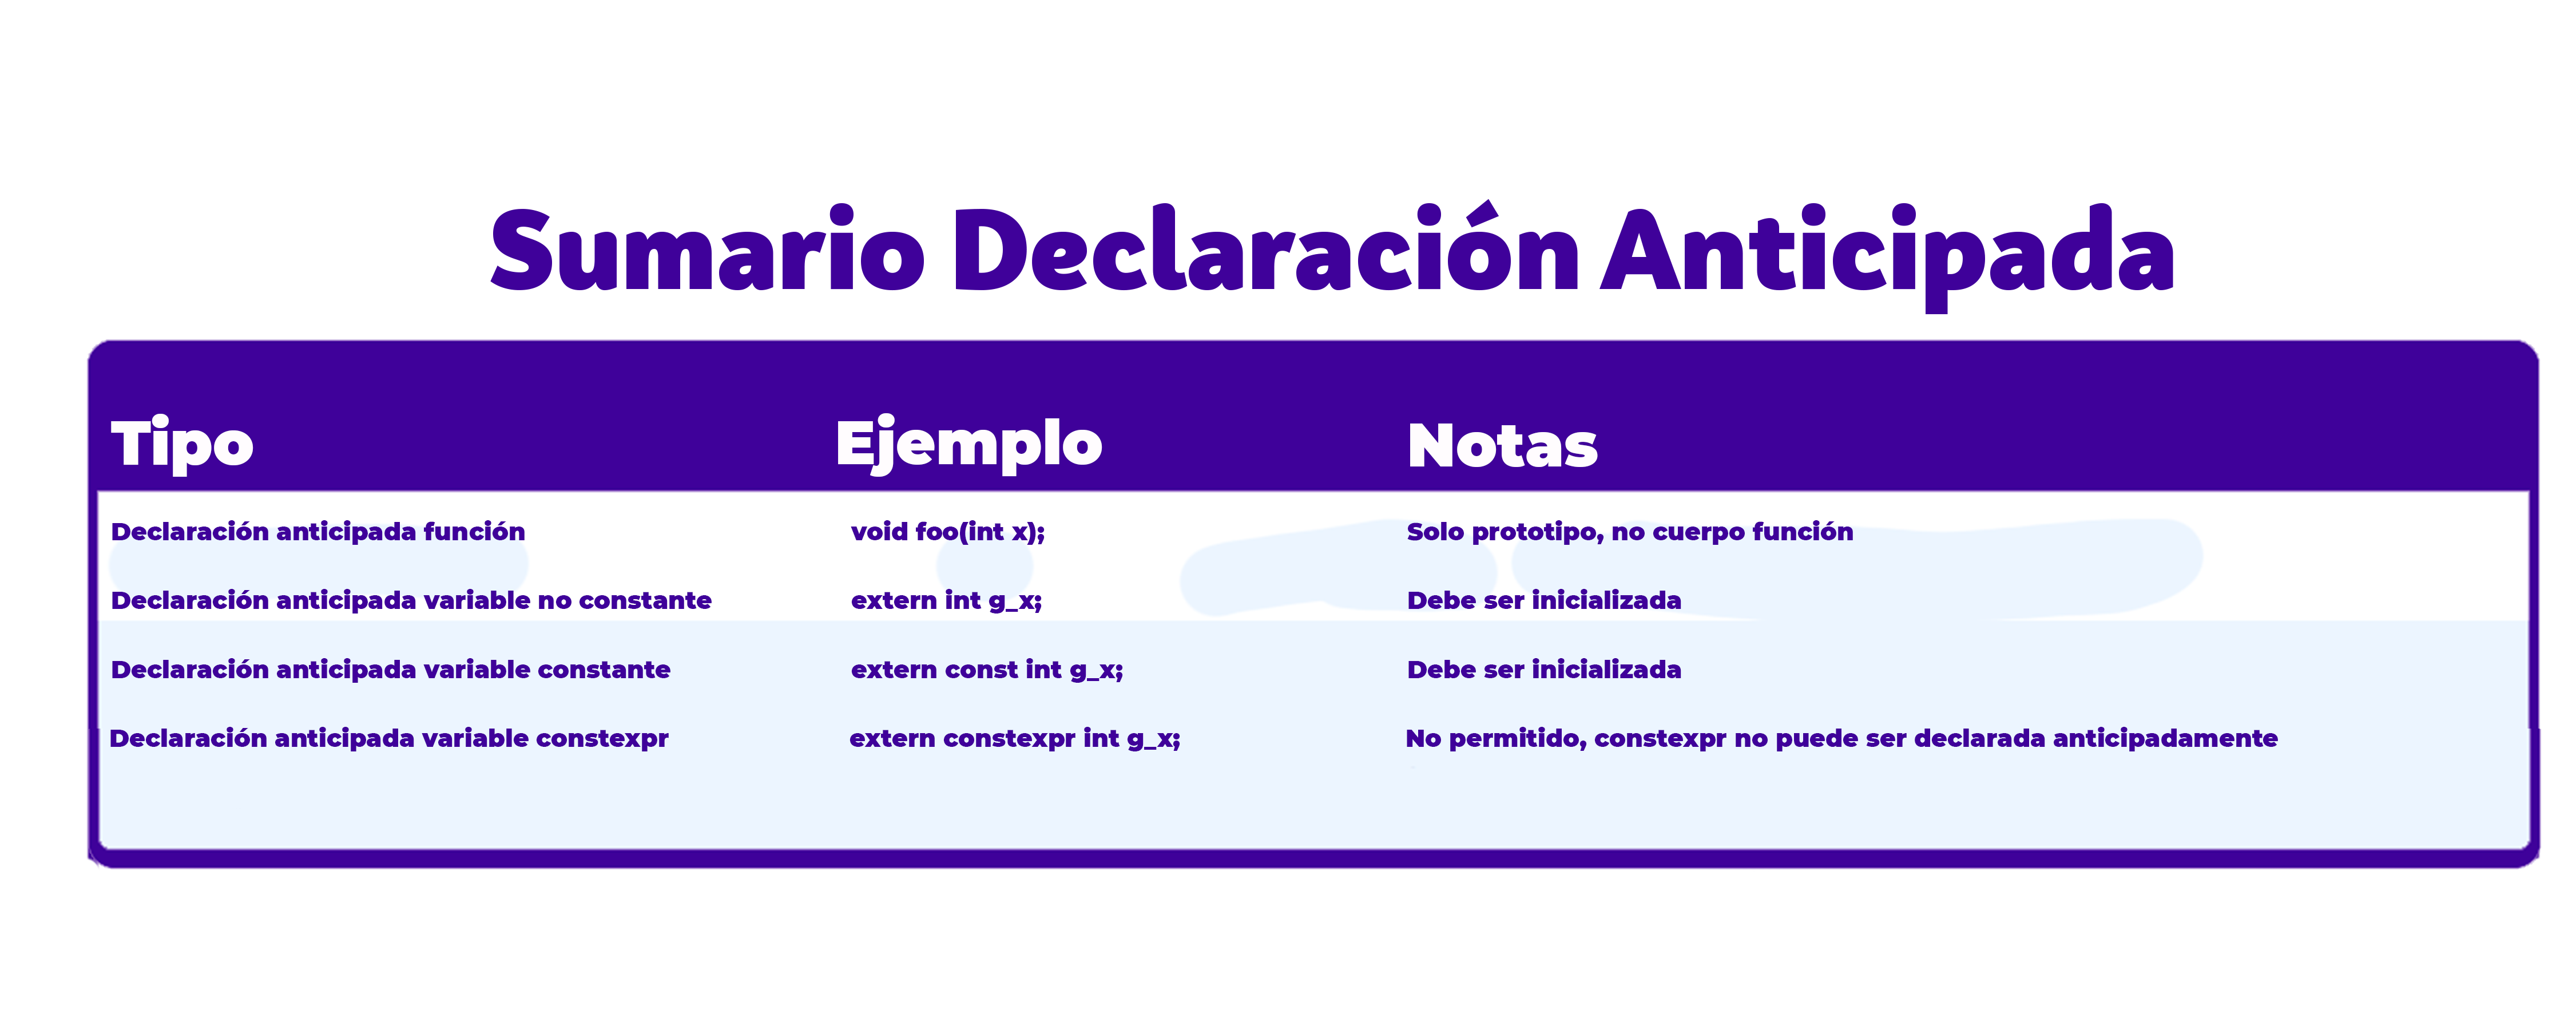 Sumario Declaración Anticipada
Tipo Ejemplo Notas
Declaración anticipada función void foo(int x); Solo prototipo, no cuerpo función
Declaración anticipada variable no constante extern int g_x; Debe ser inicializada
Declaración anticipada variable constante extern const int g_x; Debe ser inicializada
Declaración anticipada variable constexpr extern constexpr int g_x; No permitido, constexpr no puede ser declarada anticipadamente